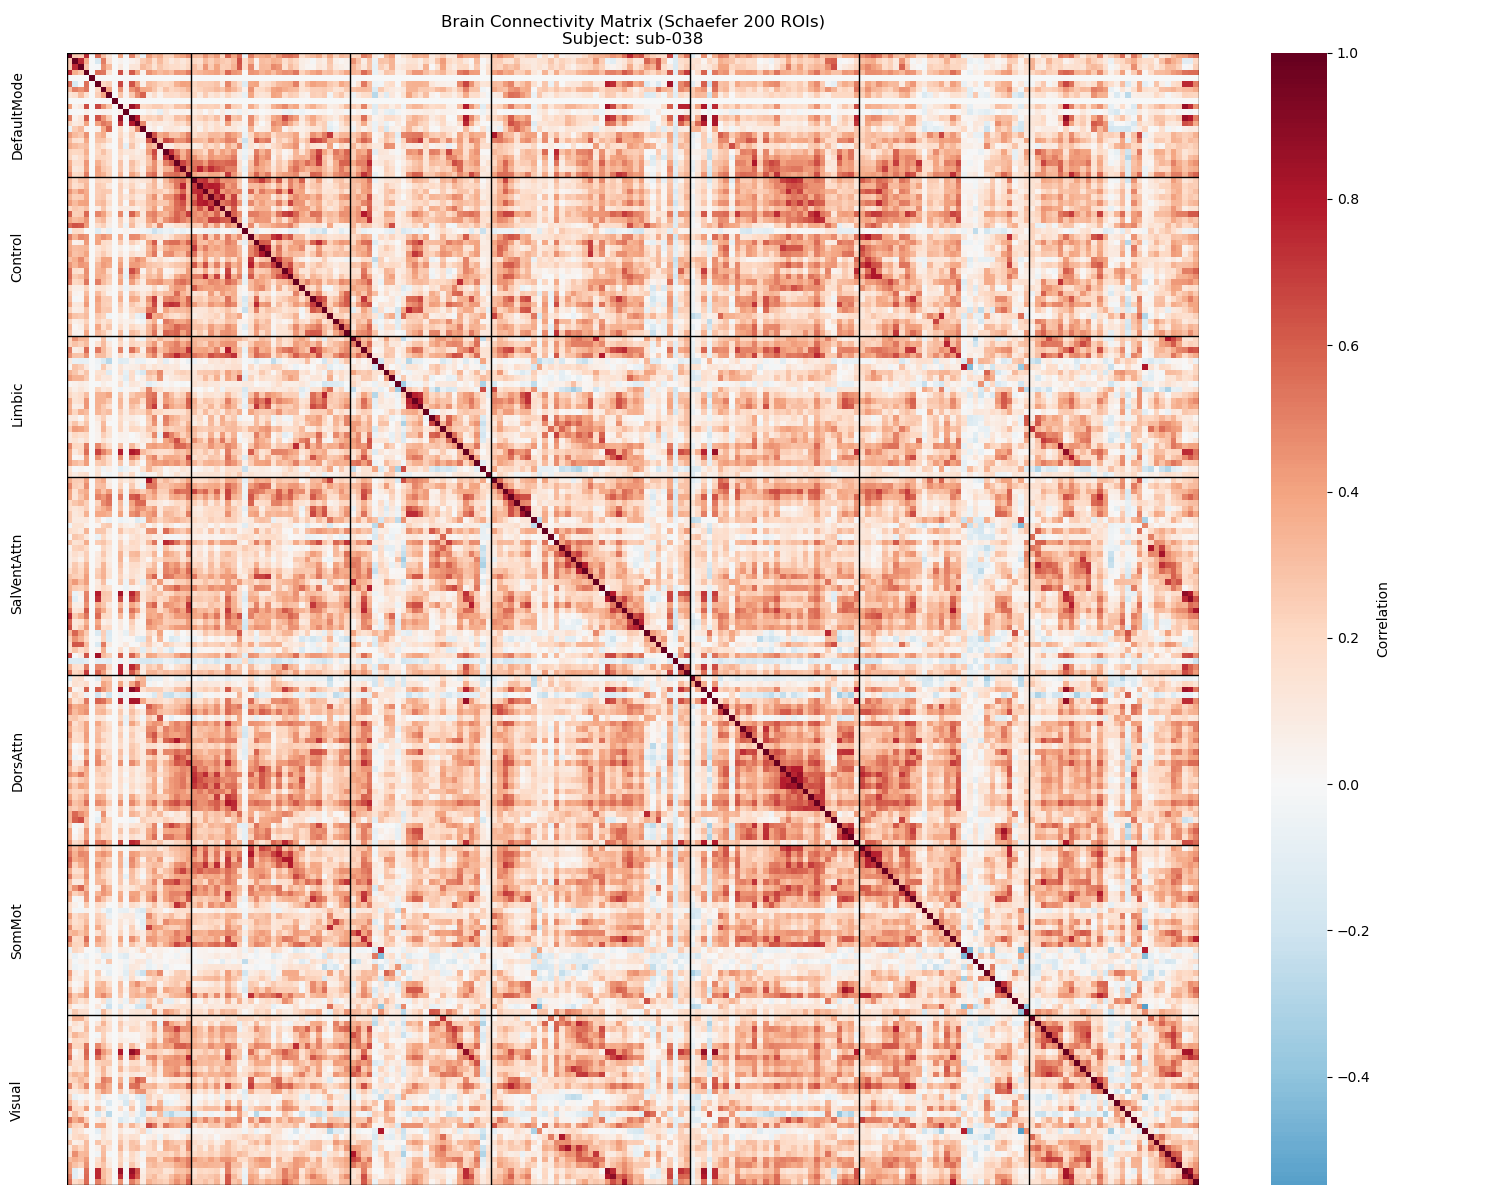 Brain Connectivity Matrix (Schaefer 200 ROIs)
Subject: sub-038
DefaultMode
Control
Limbic
SalVentAttn
DorsAttn
SomMot
Visual
1.0
0.8
0.6
0.4
0.2
0.0
−0.2
−0.4
Correlation